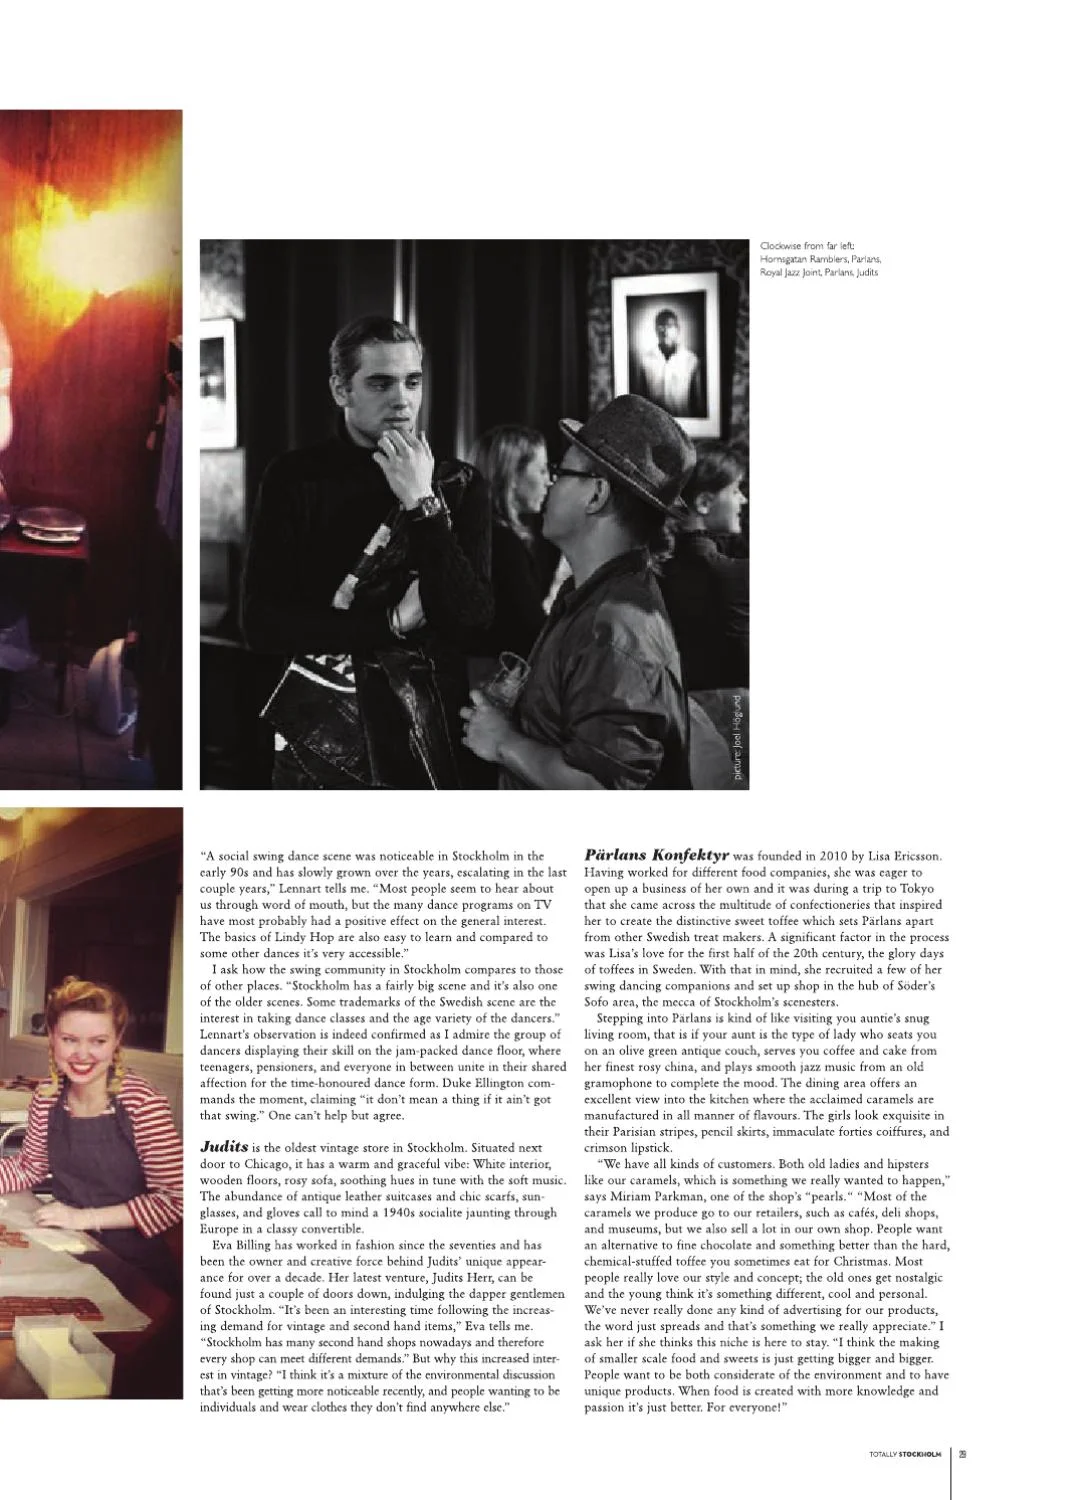 Clockwise from far left:
Hornsgatan Ramblers, Parlans,
Royal Jazz Joint, Parlans, Judits
picture: Joel Höglund
“A social swing dance scene was noticeable in Stockholm in the
early 90s and has slowly grown over the years, escalating in the last
couple years,” Lennart tells me. “Most people seem to hear about
us through word of mouth, but the many dance programs on TV
have most probably had a positive effect on the general interest.
The basics of Lindy Hop are also easy to learn and compared to
some other dances it’s very accessible.”
I ask how the swing community in Stockholm compares to those
of other places. “Stockholm has a fairly big scene and it’s also one
of the older scenes. Some trademarks of the Swedish scene are the
interest in taking dance classes and the age variety of the dancers.”
Lennart’s observation is indeed confirmed as I admire the group of
dancers displaying their skill on the jam-packed dance floor, where
teenagers, pensioners, and everyone in between unite in their shared
affection for the time-honoured dance form. Duke Ellington com-
mands the moment, claiming “it don’t mean a thing if it ain’t got
that swing.” One can’t help but agree.
Judits is the oldest vintage store in Stockholm. Situated next
door to Chicago, it has a warm and graceful vibe: White interior,
wooden floors, rosy sofa, soothing hues in tune with the soft music.
The abundance of antique leather suitcases and chic scarfs, sun-
glasses, and gloves call to mind a 1940s socialite jaunting through
Europe in a classy convertible.
Eva Billing has worked in fashion since the seventies and has
been the owner and creative force behind Judits’ unique appear-
ance for over a decade. Her latest venture, Judits Herr, can be
found just a couple of doors down, indulging the dapper gentlemen
of Stockholm. “It’s been an interesting time following the increas-
ing demand for vintage and second hand items,” Eva tells me.
“Stockholm has many second hand shops nowadays and therefore
every shop can meet different demands.” But why this increased inter-
est in vintage? “I think it’s a mixture of the environmental discussion
that’s been getting more noticeable recently, and people wanting to be
individuals and wear clothes they don’t find anywhere else.”
Pärlans Konfektyr was founded in 2010 by Lisa Ericsson.
Having worked for different food companies, she was eager to
open up a business of her own and it was during a trip to Tokyo
that she came across the multitude of confectioneries that inspired
her to create the distinctive sweet toffee which sets Pärlans apart
from other Swedish treat makers. A significant factor in the process
was Lisa’s love for the first half of the 20th century, the glory days
of toffees in Sweden. With that in mind, she recruited a few of her
swing dancing companions and set up shop in the hub of Söder’s
Sofo area, the mecca of Stockholm’s scenesters.
Stepping into Pärlans is kind of like visiting you auntie’s snug
living room, that is if your aunt is the type of lady who seats you
on an olive green antique couch, serves you coffee and cake from
her finest rosy china, and plays smooth jazz music from an old
gramophone to complete the mood. The dining area offers an
excellent view into the kitchen where the acclaimed caramels are
manufactured in all manner of flavours. The girls look exquisite in
their Parisian stripes, pencil skirts, immaculate forties coiffures, and
crimson lipstick.
“We have all kinds of customers. Both old ladies and hipsters
like our caramels, which is something we really wanted to happen,”
says Miriam Parkman, one of the shop’s “pearls.“ “Most of the
caramels we produce go to our retailers, such as cafés, deli shops,
and museums, but we also sell a lot in our own shop. People want
an alternative to fine chocolate and something better than the hard,
chemical-stuffed toffee you sometimes eat for Christmas. Most
people really love our style and concept; the old ones get nostalgic
and the young think it’s something different, cool and personal.
We’ve never really done any kind of advertising for our products,
the word just spreads and that’s something we really appreciate.” I
ask her if she thinks this niche is here to stay. “I think the making
of smaller scale food and sweets is just getting bigger and bigger.
People want to be both considerate of the environment and to have
unique products. When food is created with more knowledge and
passion it’s just better. For everyone!”
TOTALLY STOCKHOLM